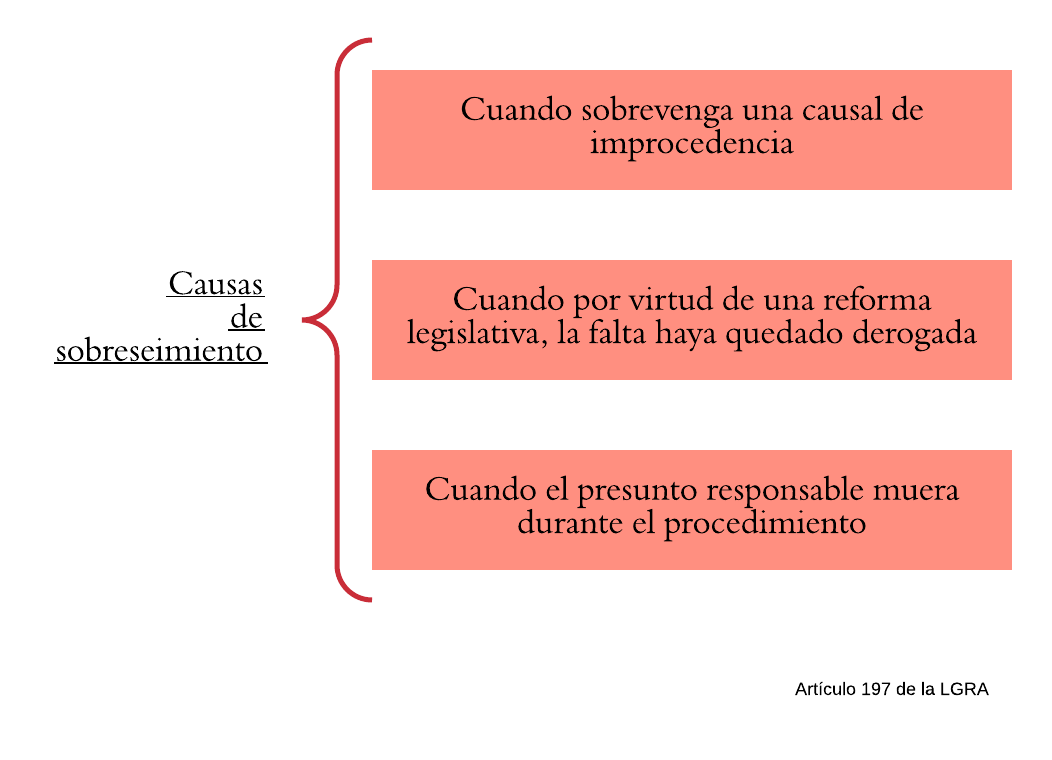 Causas
de
sobreseimiento
Cuando sobrevenga una causal de
improcedencia
Cuando por virtud de una reforma
legislativa, la falta haya quedado derogada
Cuando el presunto responsable muera
durante el procedimiento
Artículo 197 de la LGRA